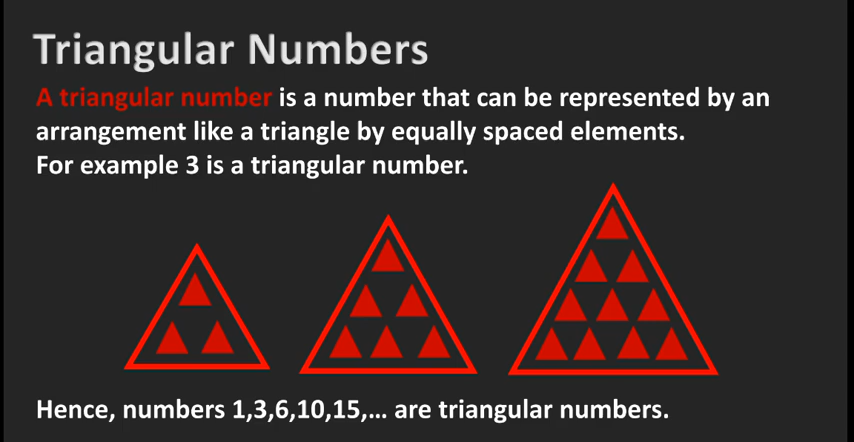 Triangular Numbers
A triangular number is a number that can be represented by an
arrangement like a triangle by equally spaced elements.
For example 3 is a triangular number.
Hence, numbers 1,3,6,10,15,... are triangular numbers.